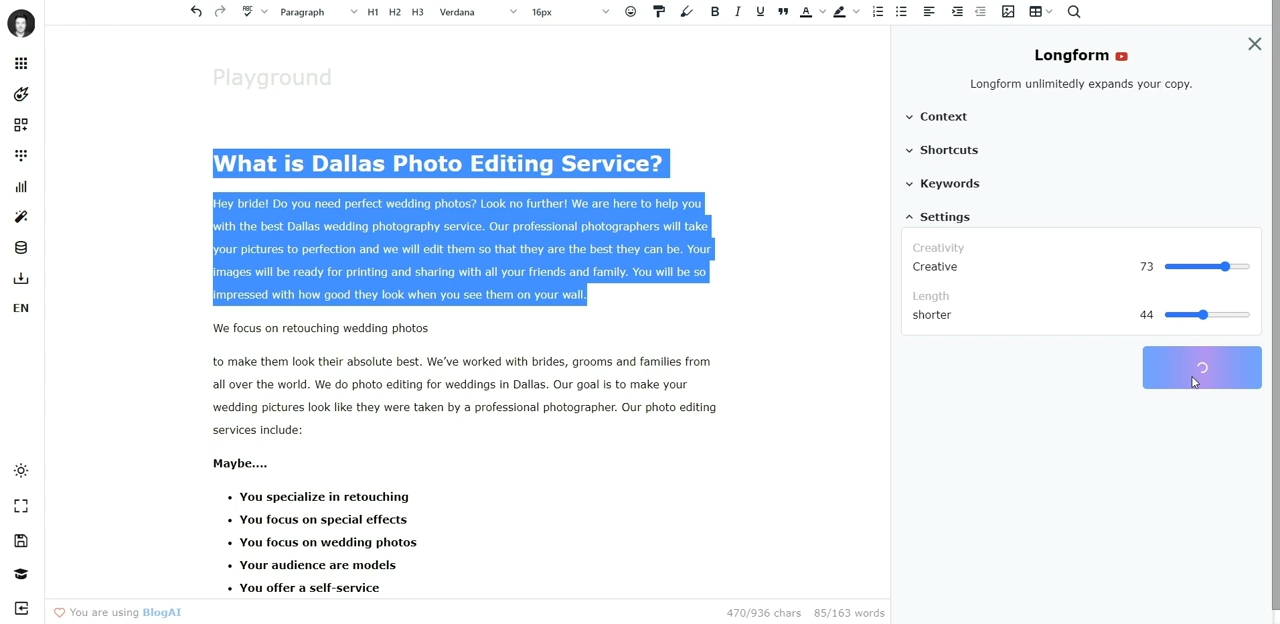 ABC
Paragraph
H1
H2
H3
Verdana
16px
B
I
U
A
Playground
What is Dallas Photo Editing Service?
Hey bride! Do you need perfect wedding photos? Look no further! We are here to help you
with the best Dallas wedding photography service. Our professional photographers will take
your pictures to perfection and we will edit them so that they are the best they can be. Your
images will be ready for printing and sharing with all your friends and family. You will be so
impressed with how good they look when you see them on your wall.
We focus on retouching wedding photos
to make them look their absolute best. We've worked with brides, grooms and families from
all over the world. We do photo editing for weddings in Dallas. Our goal is to make your
wedding pictures look like they were taken by a professional photographer. Our photo editing
services include:
Maybe....
• You specialize in retouching
• You focus on special effects
• You focus on wedding photos
• Your audience are models
• You offer a self-service
EN
You are using BlogAI
470/936 chars 85/163 words
Longform
Longform unlimitedly expands your copy.
Context
Shortcuts
Keywords
Settings
Creativity
Creative 73
Length
shorter 44